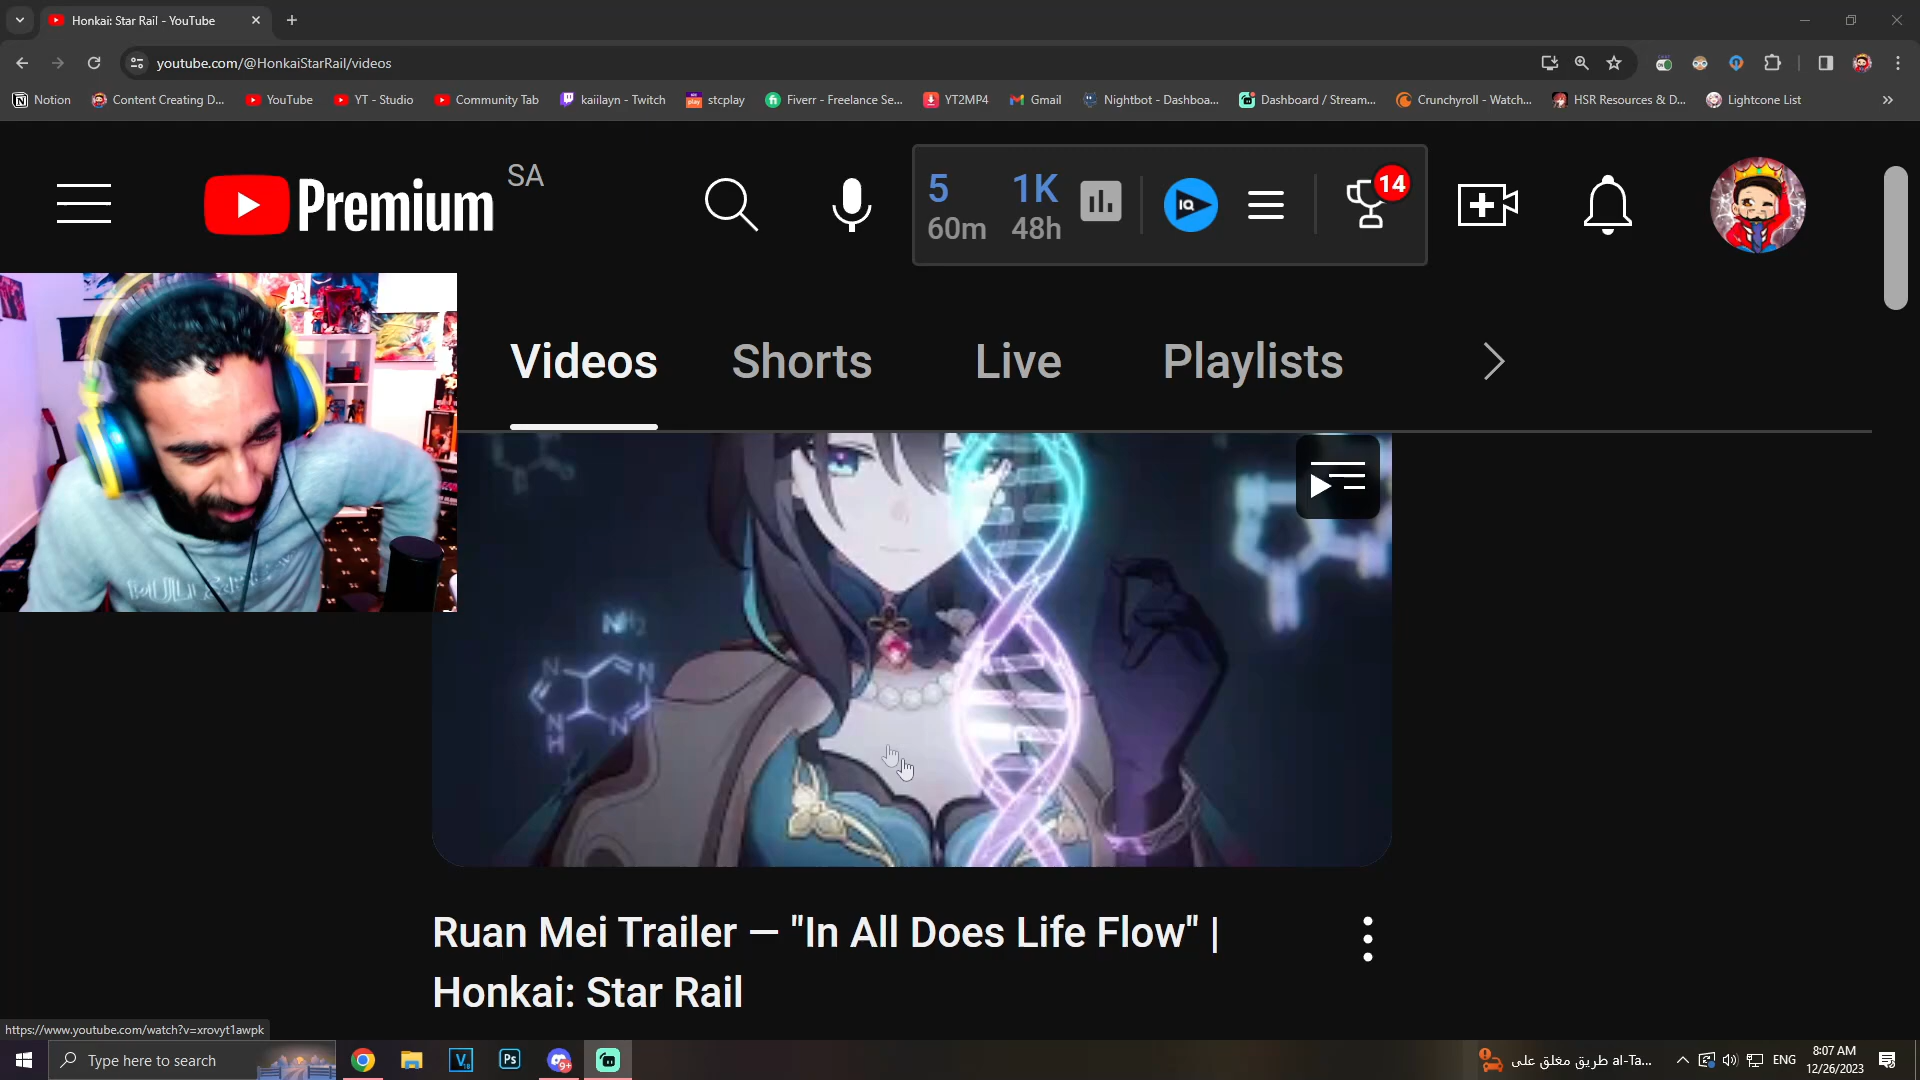 Honkai: Star Rail - YouTube
youtube.com/@HonkaiStarRail/videos
Notion
Content Creating D...
YouTube
YT - Studio
Community Tab
kaiilayn - Twitch
stcplay
Fiverr - Freelance Se...
YT2MP4
Gmail
Nightbot - Dashboa...
Dashboard / Stream...
Crunchyroll - Watch...
HSR Resources & D...
Lightcone List
Premium
SA
5
1K
60m
48h
IQ
14
Videos
Shorts
Live
Playlists
NH₂
N
N
N
N
H
Ruan Mei Trailer — "In All Does Life Flow" |
Honkai: Star Rail
https://www.youtube.com/watch?v=xrovyt1awpk
Type here to search
Ps
9+
al-Ta... طريق مغلق على
ENG
8:07 AM
12/26/2023